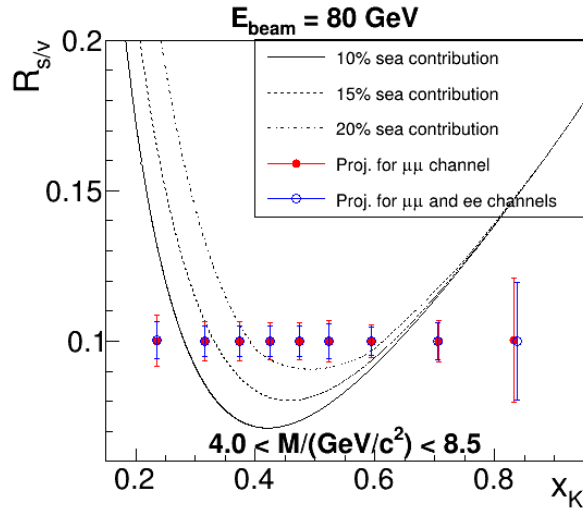 E_beam = 80 GeV
R_s/v
0.2
0.15
0.1
10% sea contribution
15% sea contribution
20% sea contribution
Proj. for μμ channel
Proj. for μμ and ee channels
4.0 < M/(GeV/c²) < 8.5
0.2 0.4 0.6 0.8
x_K